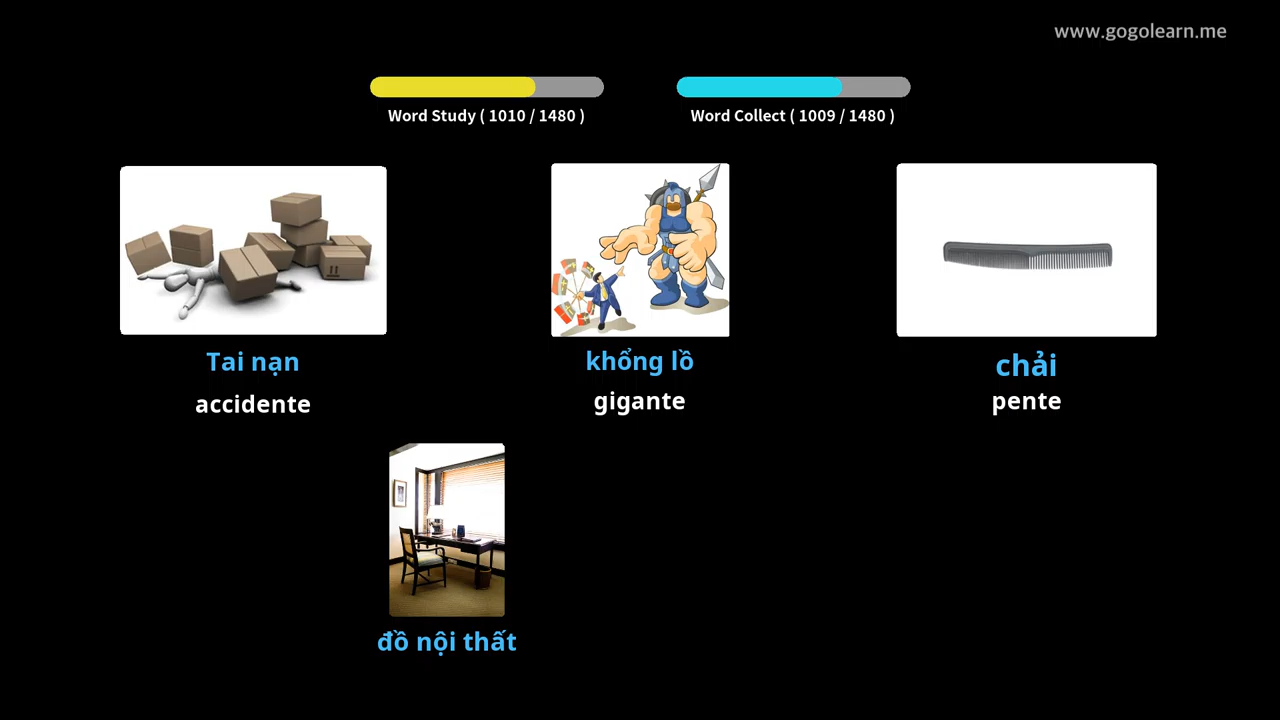 www.gogolearn.me
Word Study ( 1010 / 1480 )
Word Collect ( 1009 / 1480 )
Tai nạn
accidente
khổng lồ
gigante
chải
pente
đồ nội thất